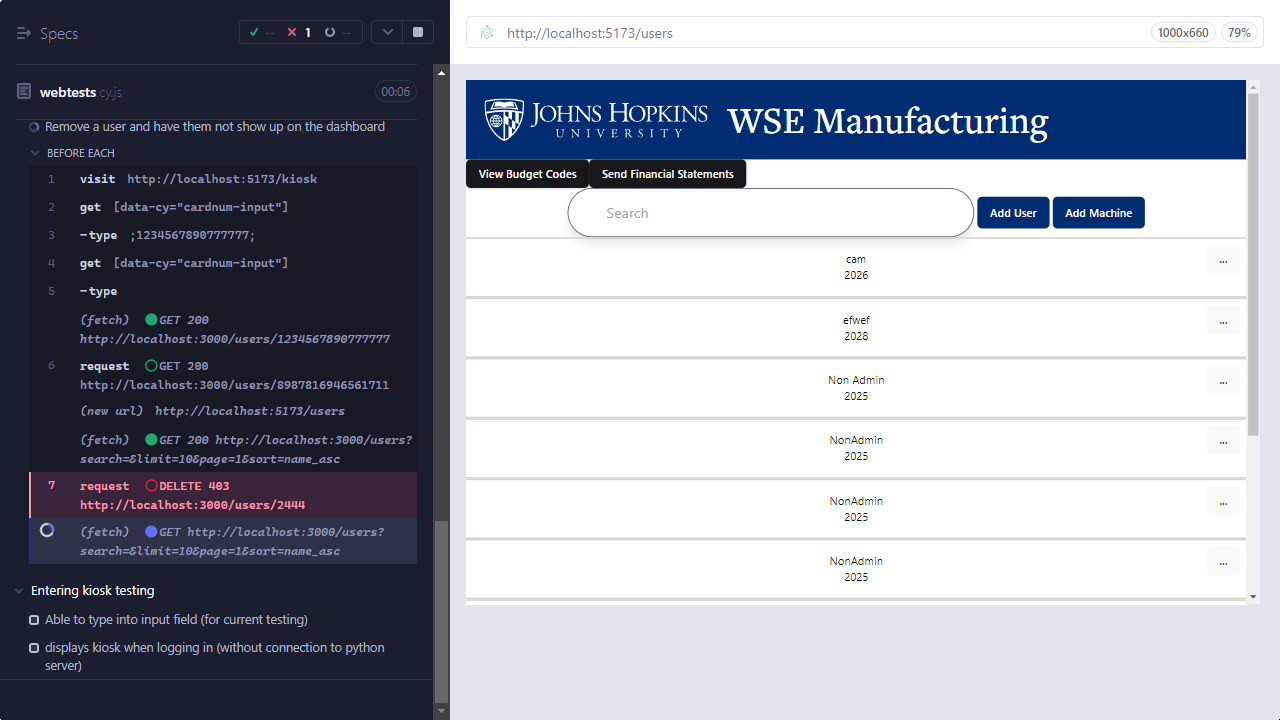 Specs
-- 1 --
webtests.cy.js 00:06
Remove a user and have them not show up on the dashboard
BEFORE EACH
1 visit http://localhost:5173/kiosk
2 get [data-cy="cardnum-input"]
3 -type ;1234567890777777;
4 get [data-cy="cardnum-input"]
5 -type
(fetch) GET 200
http://localhost:3000/users/1234567890777777
6 request GET 200
http://localhost:3000/users/8987816946561711
(new url) http://localhost:5173/users
(fetch) GET 200 http://localhost:3000/users?
search=&limit=10&page=1&sort=name_asc
7 request DELETE 403
http://localhost:3000/users/2444
(fetch) GET http://localhost:3000/users?
search=&limit=10&page=1&sort=name_asc
Entering kiosk testing
Able to type into input field (for current testing)
displays kiosk when logging in (without connection to python
server)
http://localhost:5173/users 1000x660 79%
JOHNS HOPKINS
UNIVERSITY
WSE Manufacturing
View Budget Codes Send Financial Statements
Search Add User Add Machine
cam
2026
...
efwef
2028
...
Non Admin
2025
...
NonAdmin
2025
...
NonAdmin
2025
...
NonAdmin
2025
...